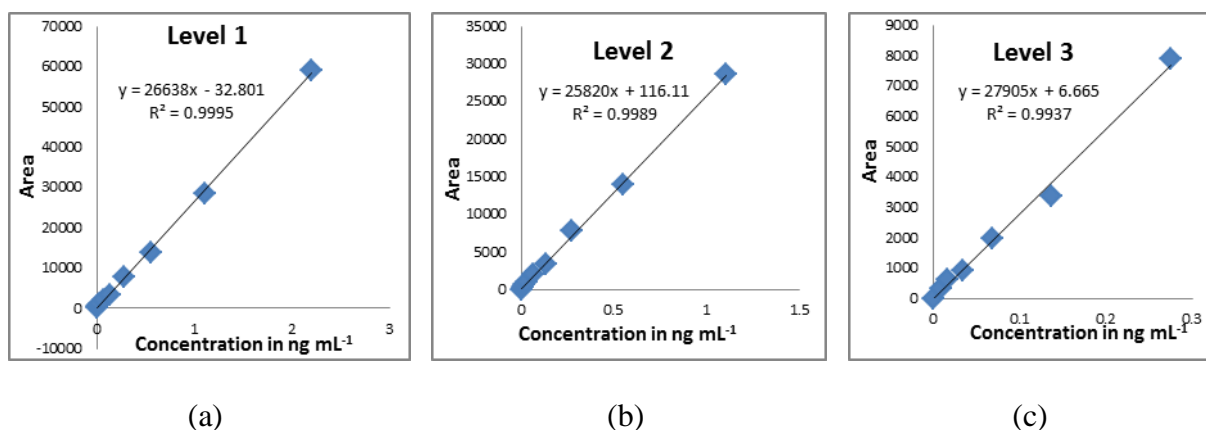 Level 1
y = 26638x - 32.801
R² = 0.9995
Area
70000
60000
50000
40000
30000
20000
10000
0
-10000
0
1
2
3
Concentration in ng mL⁻¹
(a)
Level 2
y = 25820x + 116.11
R² = 0.9989
Area
35000
30000
25000
20000
15000
10000
5000
0
0
0.5
1
1.5
Concentration in ng mL⁻¹
(b)
Level 3
y = 27905x + 6.665
R² = 0.9937
Area
9000
8000
7000
6000
5000
4000
3000
2000
1000
0
0
0.1
0.2
0.3
Concentration in ng mL⁻¹
(c)